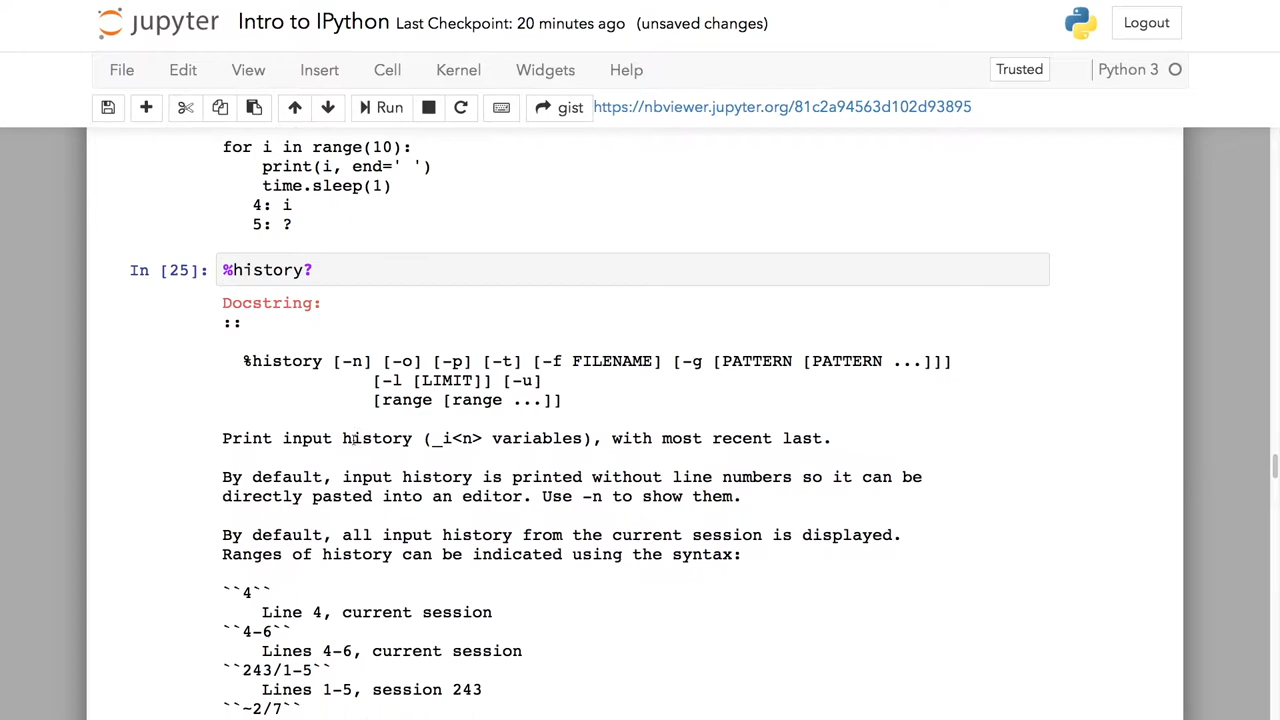 jupyter Intro to IPython Last Checkpoint: 20 minutes ago (unsaved changes) Logout
File Edit View Insert Cell Kernel Widgets Help Trusted Python 3
Run gist https://nbviewer.jupyter.org/81c2a94563d102d93895
for i in range(10):
    print(i, end=' ')
    time.sleep(1)
   4: i
   5: ?
In [25]: %history?
Docstring:
::
  %history [-n] [-o] [-p] [-t] [-f FILENAME] [-g [PATTERN [PATTERN ...]]]
               [-l [LIMIT]] [-u]
               [range [range ...]]
Print input history (_i<n> variables), with most recent last.
By default, input history is printed without line numbers so it can be
directly pasted into an editor. Use -n to show them.
By default, all input history from the current session is displayed.
Ranges of history can be indicated using the syntax:
``4``
    Line 4, current session
``4-6``
    Lines 4-6, current session
``243/1-5``
    Lines 1-5, session 243
``~2/7``